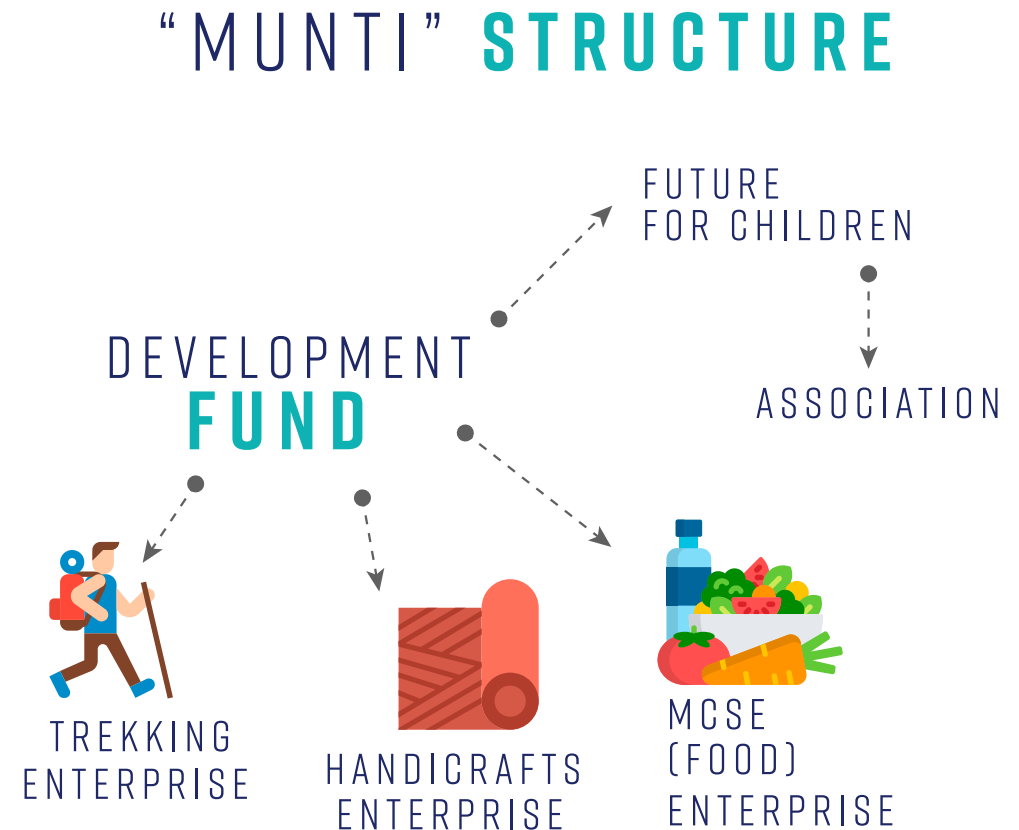 “MUNTI” STRUCTURE
FUTURE
FOR CHILDREN
DEVELOPMENT
FUND
ASSOCIATION
TREKKING
ENTERPRISE
HANDICRAFTS
ENTERPRISE
MCSE
(FOOD)
ENTERPRISE